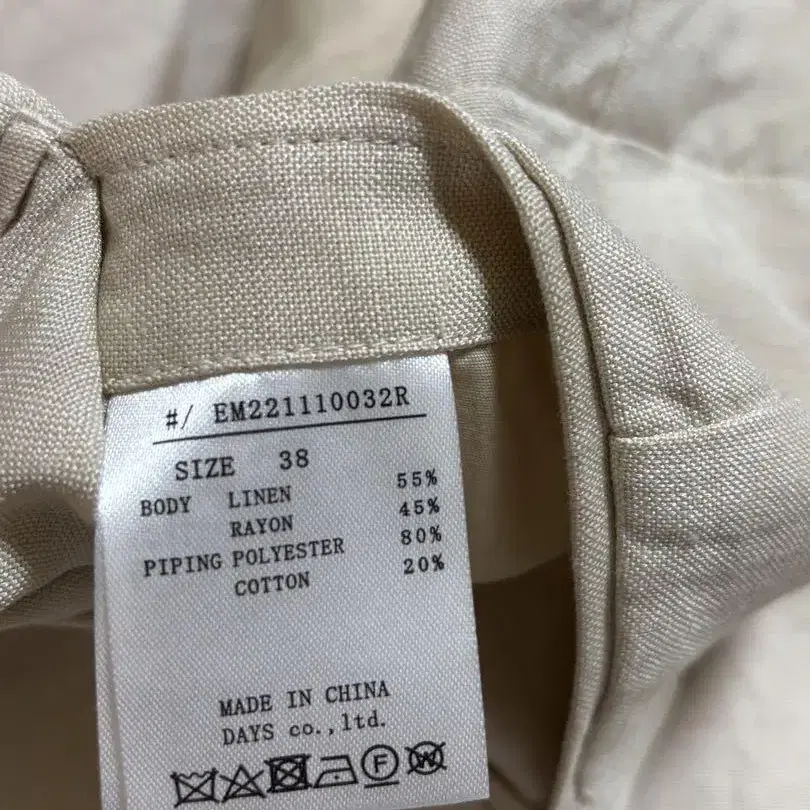 #/ EM221110032R
SIZE 38
BODY LINEN 55%
RAYON 45%
PIPING POLYESTER 80%
COTTON 20%
MADE IN CHINA
DAYS co.,ltd.
F W